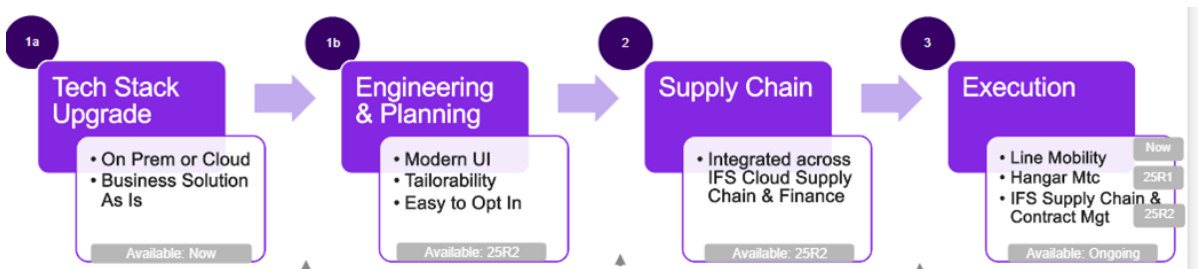 1a
Tech Stack
Upgrade
• On Prem or Cloud
• Business Solution
As Is
Available: Now
1b
Engineering
& Planning
• Modern UI
• Tailorability
• Easy to Opt In
Available: 25R2
2
Supply Chain
• Integrated across
IFS Cloud Supply
Chain & Finance
Available: 25R2
3
Execution
• Line Mobility
Now
• Hangar Mtc
25R1
• IFS Supply Chain &
Contract Mgt
25R2
Available: Ongoing